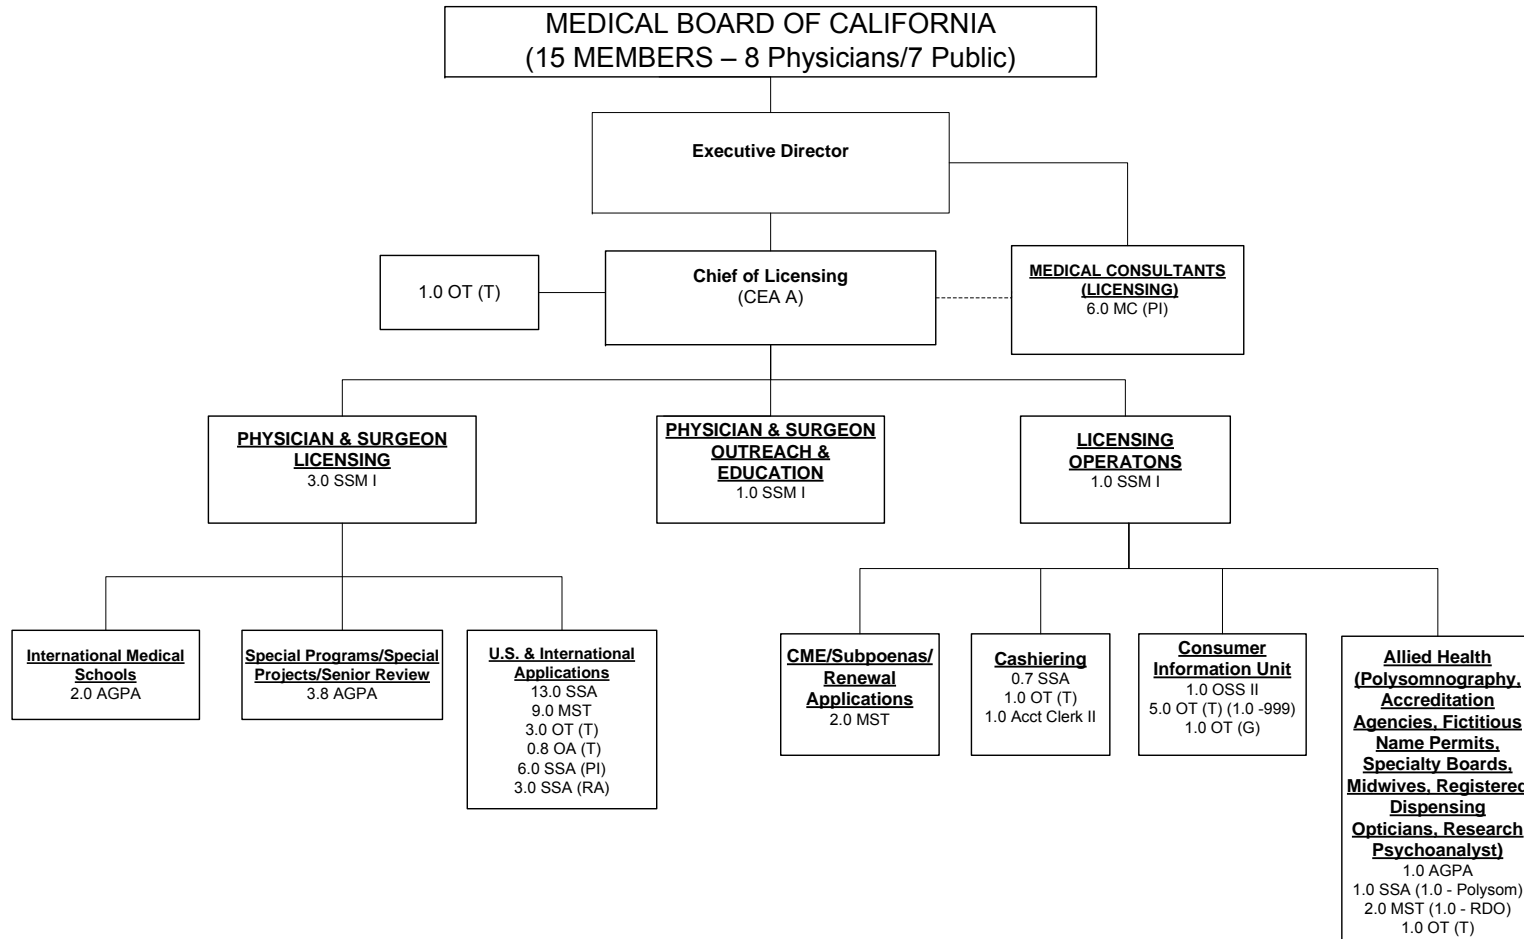 MEDICAL BOARD OF CALIFORNIA
(15 MEMBERS – 8 Physicians/7 Public)
Executive Director
1.0 OT (T)
Chief of Licensing
(CEA A)
MEDICAL CONSULTANTS
(LICENSING)
6.0 MC (PI)
PHYSICIAN & SURGEON
LICENSING
3.0 SSM I
PHYSICIAN & SURGEON
OUTREACH &
EDUCATION
1.0 SSM I
LICENSING
OPERATONS
1.0 SSM I
International Medical
Schools
2.0 AGPA
Special Programs/Special
Projects/Senior Review
3.8 AGPA
U.S. & International
Applications
13.0 SSA
9.0 MST
3.0 OT (T)
0.8 OA (T)
6.0 SSA (PI)
3.0 SSA (RA)
CME/Subpoenas/
Renewal
Applications
2.0 MST
Cashiering
0.7 SSA
1.0 OT (T)
1.0 Acct Clerk II
Consumer
Information Unit
1.0 OSS II
5.0 OT (T) (1.0 -999)
1.0 OT (G)
Allied Health
(Polysomnography,
Accreditation
Agencies, Fictitious
Name Permits,
Specialty Boards,
Midwives, Registered
Dispensing
Opticians, Research
Psychoanalyst)
1.0 AGPA
1.0 SSA (1.0 - Polysom)
2.0 MST (1.0 - RDO)
1.0 OT (T)